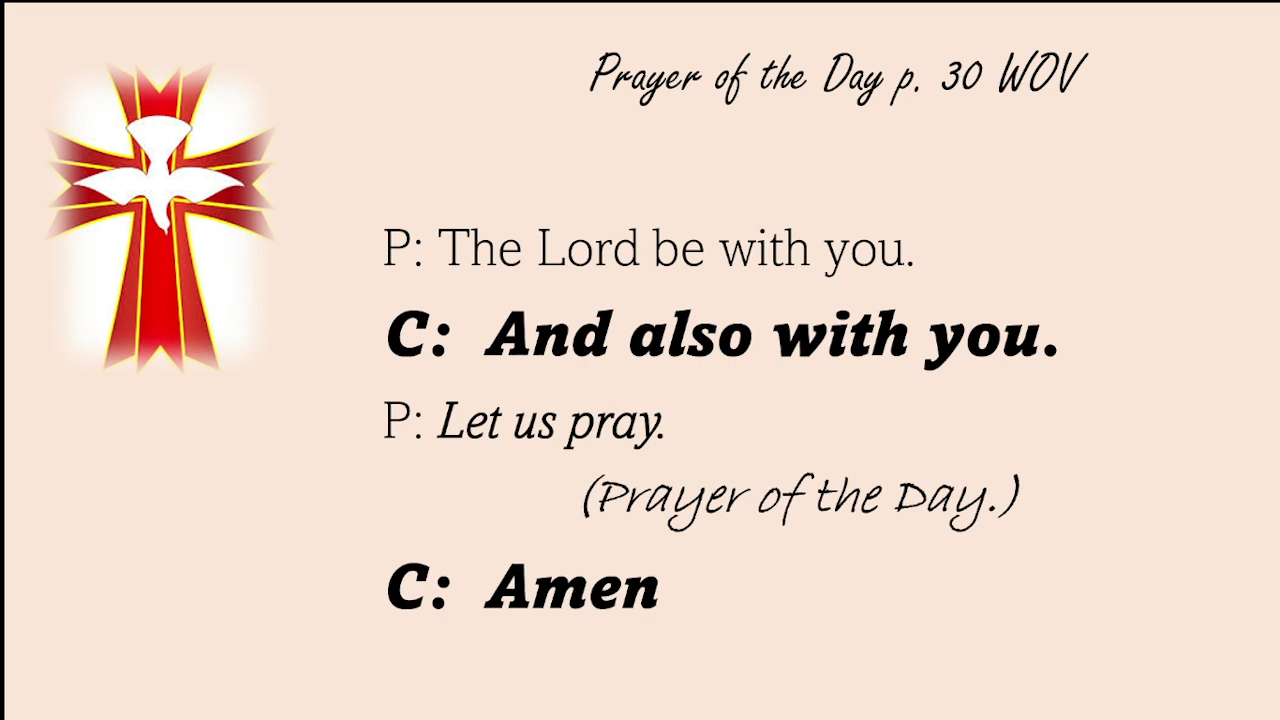 Prayer of the Day p. 30 WOV
P: The Lord be with you.
C: And also with you.
P: Let us pray.
(Prayer of the Day.)
C: Amen